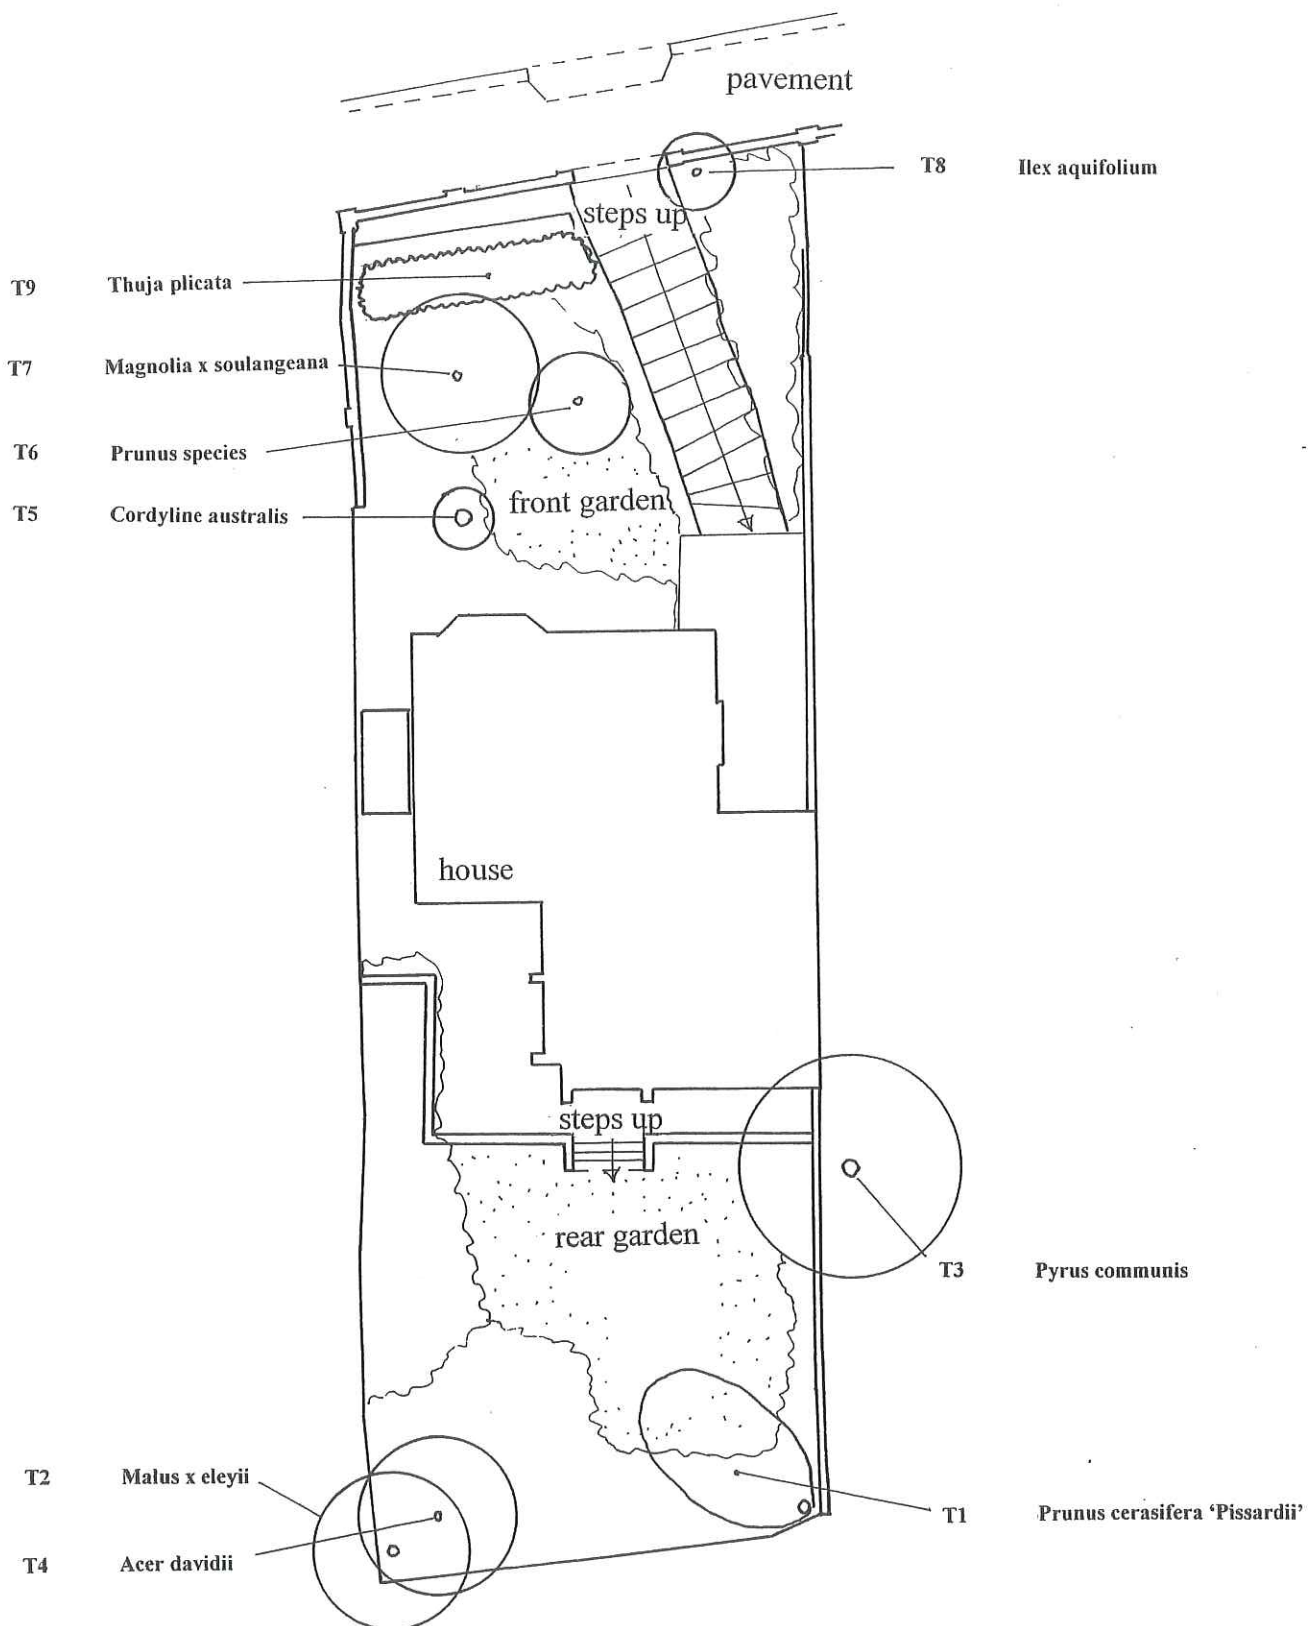 pavement
T8 Ilex aquifolium
steps up
T9 Thuja plicata
T7 Magnolia x soulangeana
T6 Prunus species
front garden
T5 Cordyline australis
house
steps up
rear garden
T3 Pyrus communis
T2 Malus x eleyii
T1 Prunus cerasifera ‘Pissardii’
T4 Acer davidii